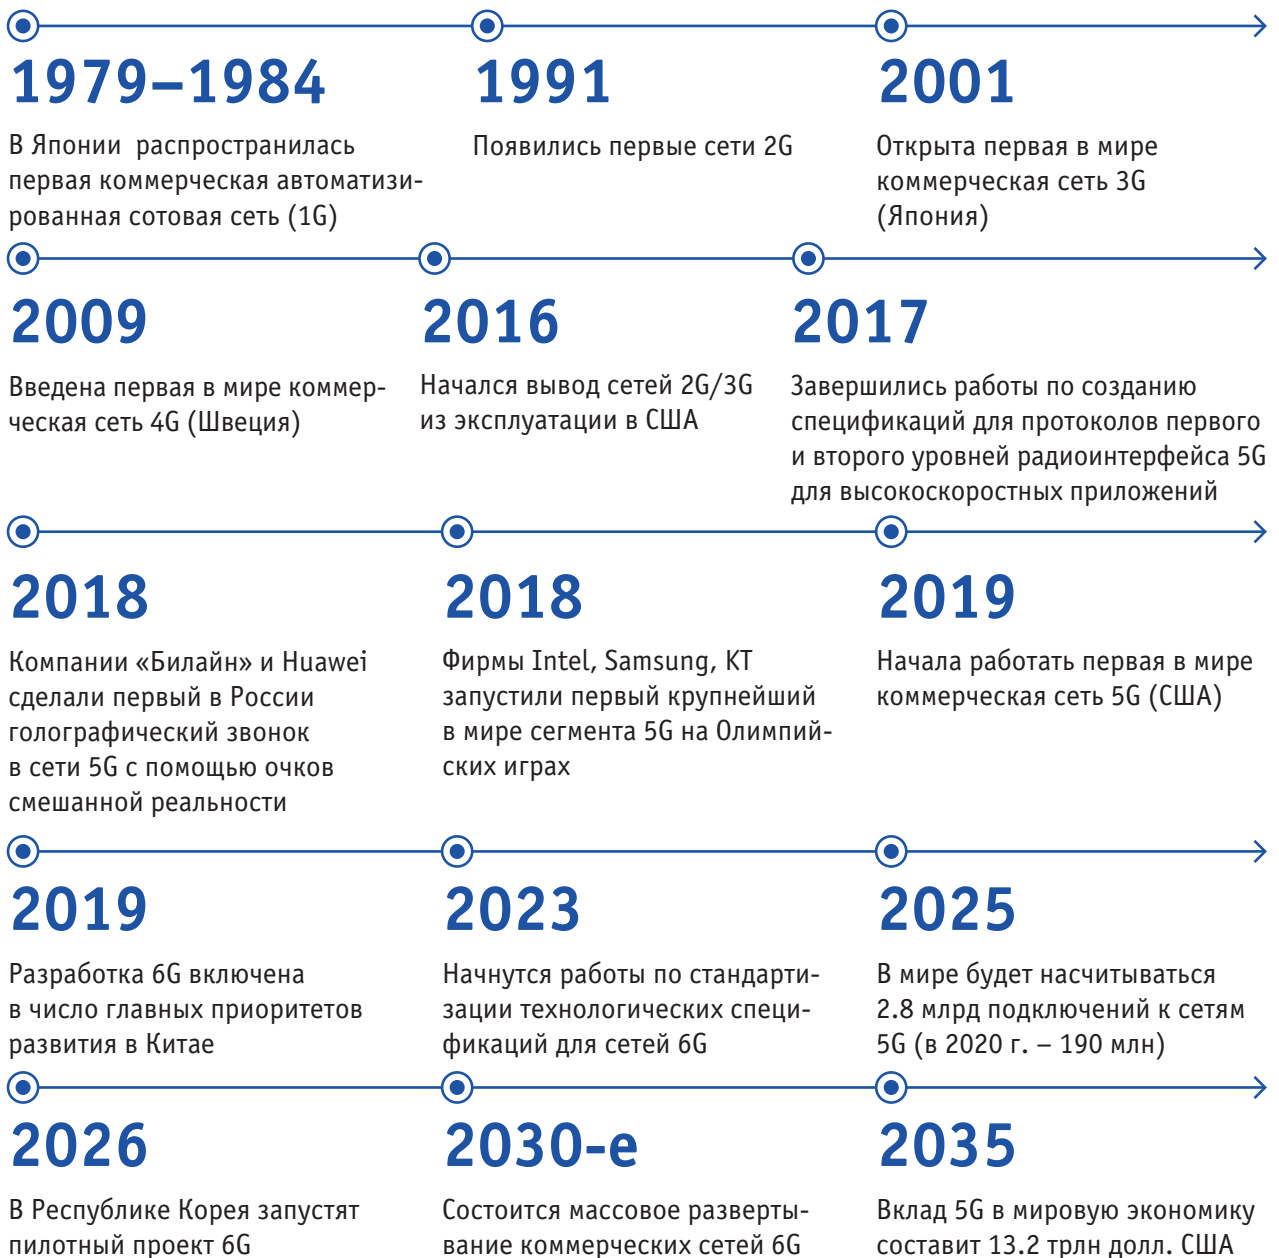 1979–1984
В Японии распространилась
первая коммерческая автоматизи-
рованная сотовая сеть (1G)
1991
Появились первые сети 2G
2001
Открыта первая в мире
коммерческая сеть 3G
(Япония)
2009
Введена первая в мире коммер-
ческая сеть 4G (Швеция)
2016
Начался вывод сетей 2G/3G
из эксплуатации в США
2017
Завершились работы по созданию
спецификаций для протоколов первого
и второго уровней радиоинтерфейса 5G
для высокоскоростных приложений
2018
Компании «Билайн» и Huawei
сделали первый в России
голографический звонок
в сети 5G с помощью очков
смешанной реальности
2018
Фирмы Intel, Samsung, KT
запустили первый крупнейший
в мире сегмента 5G на Олимпий-
ских играх
2019
Начала работать первая в мире
коммерческая сеть 5G (США)
2019
Разработка 6G включена
в число главных приоритетов
развития в Китае
2023
Начнутся работы по стандарти-
зации технологических специ-
фикаций для сетей 6G
2025
В мире будет насчитываться
2.8 млрд подключений к сетям
5G (в 2020 г. – 190 млн)
2026
В Республике Корея запустят
пилотный проект 6G
2030-е
Состоится массовое разверты-
вание коммерческих сетей 6G
2035
Вклад 5G в мировую экономику
составит 13.2 трлн долл. США